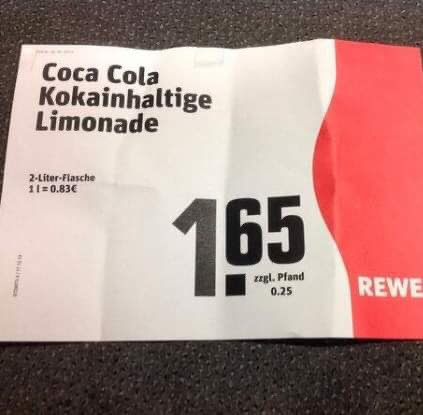 Coca Cola
Kokainhaltige
Limonade
2-Liter-Flasche
1 l = 0.83€
1.65
zzgl. Pfand
0.25
REWE